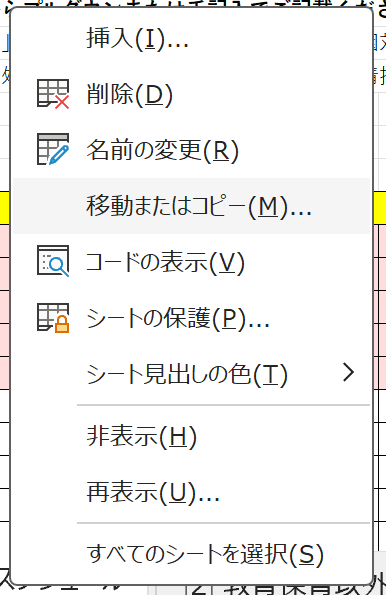 挿入(I)...
削除(D)
名前の変更(R)
移動またはコピー(M)...
コードの表示(V)
シートの保護(P)...
シート見出しの色(T)
非表示(H)
再表示(U)...
すべてのシートを選択(S)